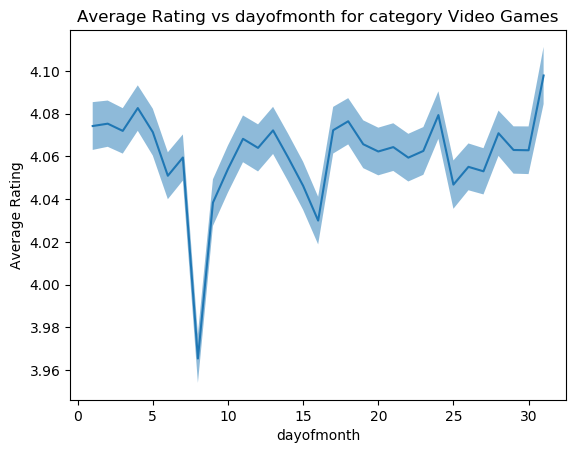 Average Rating vs dayofmonth for category Video Games
Average Rating
4.10
4.08
4.06
4.04
4.02
4.00
3.98
3.96
0 5 10 15 20 25 30
dayofmonth